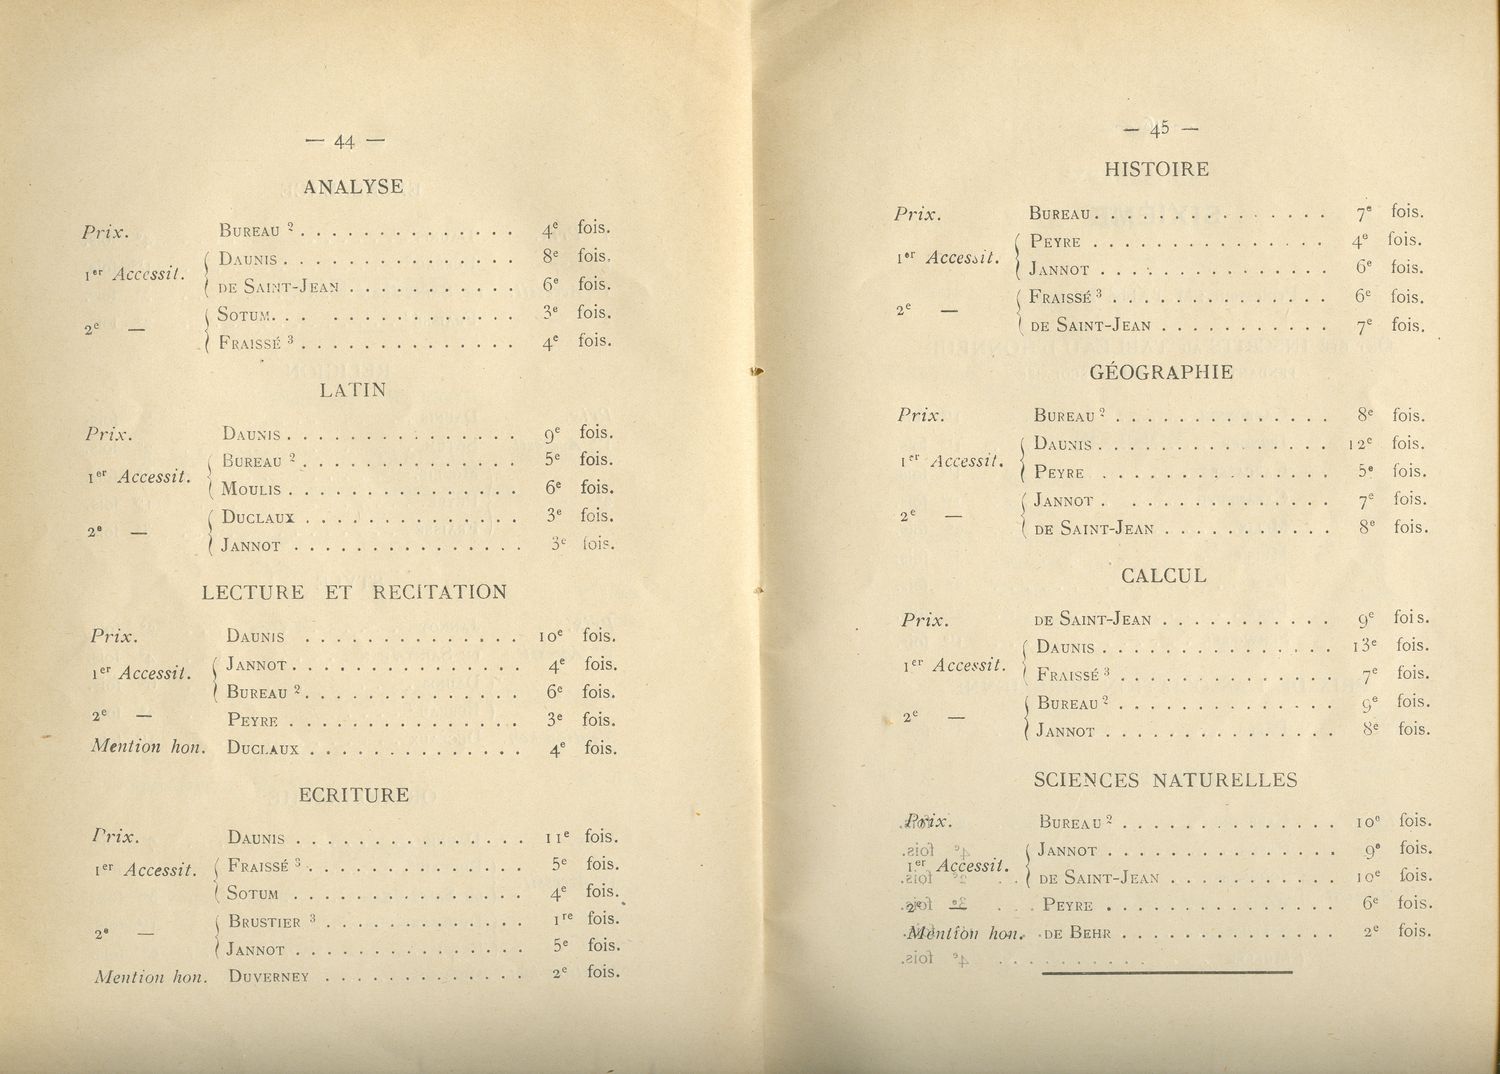 — 44 —
ANALYSE
Prix. BUREAU ². . . . . . . . . . . . . . 4e fois.
1er Accessit. { DAUNIS . . . . . . . . . . . . . . . 8e fois.
DE SAINT-JEAN . . . . . . . . . . . 6e fois.
2e — { SOTUM. . . . . . . . . . . . . . . 3e fois.
FRAISSÉ ³ . . . . . . . . . . . . . . 4e fois.
LATIN
Prix. DAUNIS . . . . . . . . . . . . . . . 9e fois.
1er Accessit. { BUREAU ² . . . . . . . . . . . . . . 5e fois.
MOULIS . . . . . . . . . . . . . . . 6e fois.
2e — { DUCLAUX . . . . . . . . . . . . . . 3e fois.
JANNOT . . . . . . . . . . . . . . . 3e fois.
LECTURE ET RECITATION
Prix. DAUNIS . . . . . . . . . . . . . . 10e fois.
1er Accessit. { JANNOT . . . . . . . . . . . . . . . 4e fois.
BUREAU ². . . . . . . . . . . . . . 6e fois.
2e — PEYRE . . . . . . . . . . . . . . . 3e fois.
Mention hon. DUCLAUX . . . . . . . . . . . . . . 4e fois.
ECRITURE
Prix. DAUNIS . . . . . . . . . . . . . . . 11e fois.
1er Accessit. { FRAISSÉ ³ . . . . . . . . . . . . . . 5e fois.
SOTUM . . . . . . . . . . . . . . . 4e fois.
2e — { BRUSTIER ³ . . . . . . . . . . . . . 1re fois.
JANNOT . . . . . . . . . . . . . . . 5e fois.
Mention hon. DUVERNEY . . . . . . . . . . . . . 2e fois.
— 45 —
HISTOIRE
Prix. BUREAU. . . . . . . . . . . . . . . 7e fois.
1er Accessit. { PEYRE . . . . . . . . . . . . . . . 4e fois.
JANNOT . . . . . . . . . . . . . . . 6e fois.
2e — { FRAISSÉ ³ . . . . . . . . . . . . . . 6e fois.
DE SAINT-JEAN . . . . . . . . . . . 7e fois.
GÉOGRAPHIE
Prix. BUREAU ² . . . . . . . . . . . . . . 8e fois.
1er Accessit. { DAUNIS . . . . . . . . . . . . . . . 12e fois.
PEYRE . . . . . . . . . . . . . . . 5e fois.
2e — { JANNOT . . . . . . . . . . . . . . 7e fois.
DE SAINT-JEAN . . . . . . . . . . . 8e fois.
CALCUL
Prix. DE SAINT-JEAN . . . . . . . . . . . 9e fois.
1er Accessit. { DAUNIS . . . . . . . . . . . . . . . 13e fois.
FRAISSÉ ³ . . . . . . . . . . . . . . 7e fois.
2e — { BUREAU ² . . . . . . . . . . . . . . 9e fois.
JANNOT . . . . . . . . . . . . . . . 8e fois.
SCIENCES NATURELLES
Prix. BUREAU ² . . . . . . . . . . . . . . 10e fois.
1er Accessit. { JANNOT . . . . . . . . . . . . . . . 9e fois.
DE SAINT-JEAN . . . . . . . . . . . 10e fois.
2e — PEYRE . . . . . . . . . . . . . . . 6e fois.
Mention hon. DE BEHR . . . . . . . . . . . . . . 2e fois.